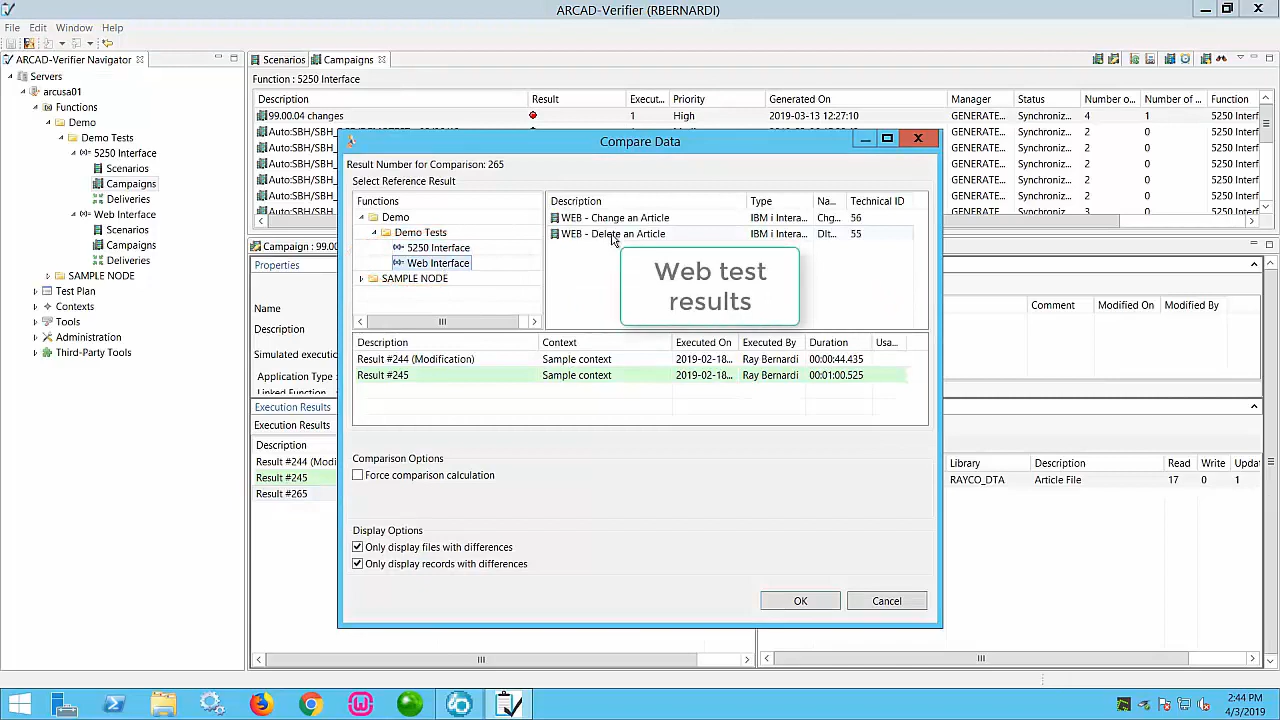 ARCAD-Verifier (RBERNARDI)
File Edit Window Help
ARCAD-Verifier Navigator
Servers
arcusa01
Functions
Demo
Demo Tests
5250 Interface
Scenarios
Campaigns
Deliveries
Web Interface
Scenarios
Campaigns
Deliveries
SAMPLE NODE
Test Plan
Contexts
Tools
Administration
Third-Party Tools
Scenarios Campaigns
Function : 5250 Interface
Description Result Execut... Priority Generated On Manager Status Number o... Number of ... Function
99.00.04 changes 1 High 2019-03-13 12:27:10 GENERATE... Synchroniz... 4 1 5250 Interf
Auto:SBH/SBH_ GENERATE... Synchroniz... 2 0 5250 Interf
Auto:SBH/SBH_ GENERATE... Synchroniz... 2 0 5250 Interf
Auto:SBH/SBH_ GENERATE... Synchroniz... 2 0 5250 Interf
Auto:SBH/SBH_ GENERATE... Synchroniz... 2 0 5250 Interf
Auto:SBH/SBH_ GENERATE... Synchroniz... 2 0 5250 Interf
Campaign : 99.0
Properties
Name
Description
Simulated executio
Application Type :
Linked Function
Comment Modified On Modified By
Execution Results
Execution Results
Description
Result #244 (Modi
Result #245
Result #265
Library Description Read Write Updat
RAYCO_DTA Article File 17 0 1
Compare Data
Result Number for Comparison: 265
Select Reference Result
Functions
Demo
Demo Tests
5250 Interface
Web Interface
SAMPLE NODE
Description Type Na... Technical ID
WEB - Change an Article IBM i Intera... Chg... 56
WEB - Delete an Article IBM i Intera... Dlt... 55
Web test
results
Description Context Executed On Executed By Duration Usa...
Result #244 (Modification) Sample context 2019-02-18... Ray Bernardi 00:00:44.435
Result #245 Sample context 2019-02-18... Ray Bernardi 00:01:00.525
Comparison Options
Force comparison calculation
Display Options
Only display files with differences
Only display records with differences
OK Cancel
2:44 PM
4/3/2019